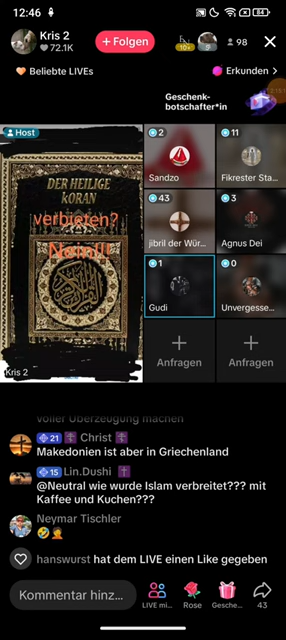 12:46
84
Kris 2
72.1K
+ Folgen
10+
98
Beliebte LIVEs
Erkunden >
Geschenk-
botschafter*in
Host
DER HEILIGE
KORAN
verbieten?
Nein!!
Kris 2
2
Sandzo
11
Fikrester Sta...
43
jibril der Wür...
3
Agnus Dei
1
Gudi
0
Unvergesse...
+
Anfragen
+
Anfragen
voller Überzeugung machen
21 Christ
Makedonien ist aber in Griechenland
15 Lin.Dushi
@Neutral wie wurde Islam verbreitet??? mit
Kaffee und Kuchen???
Neymar Tischler
🤣🤦
hanswurst hat dem LIVE einen Like gegeben
Kommentar hinz...
LIVE mi...
Rose
Gesche...
43